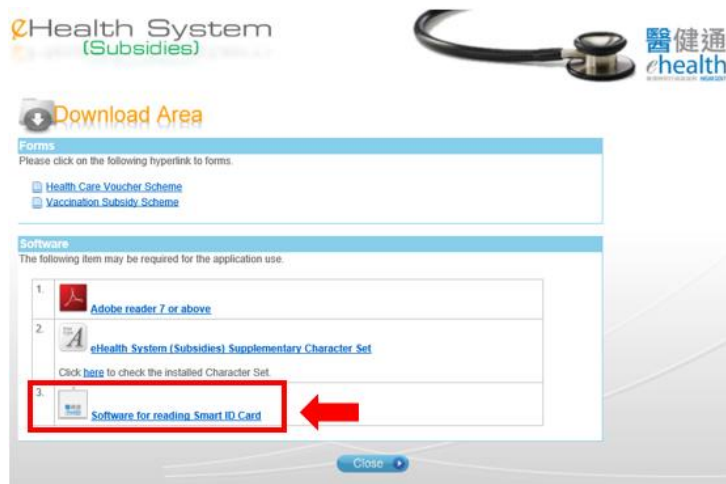 eHealth System
(Subsidies)
醫健通
ehealth
Download Area
Forms
Please click on the following hyperlink to forms.
Health Care Voucher Scheme
Vaccination Subsidy Scheme
Software
The following item may be required for the application use.
1.
Adobe reader 7 or above
2.
A
eHealth System (Subsidies) Supplementary Character Set
Click here to check the installed Character Set.
3.
Software for reading Smart ID Card
Close